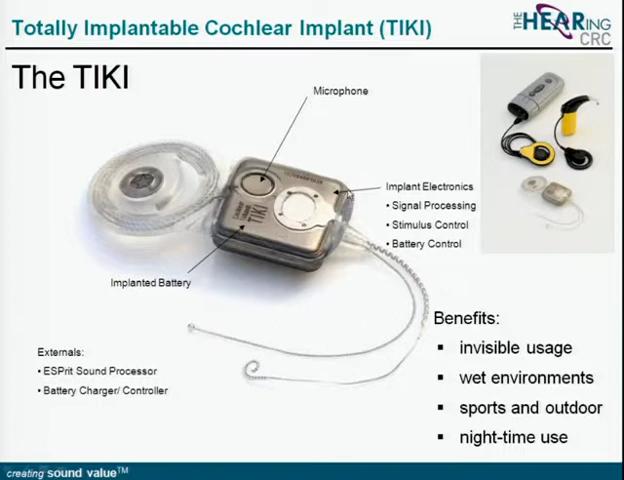 Totally Implantable Cochlear Implant (TIKI)
THE HEARing
CRC
The TIKI
Microphone
Implant Electronics
• Signal Processing
• Stimulus Control
• Battery Control
TIKI
Implanted Battery
Externals:
• ESPrit Sound Processor
• Battery Charger/ Controller
Benefits:
▪ invisible usage
▪ wet environments
▪ sports and outdoor
▪ night-time use
creating sound value™